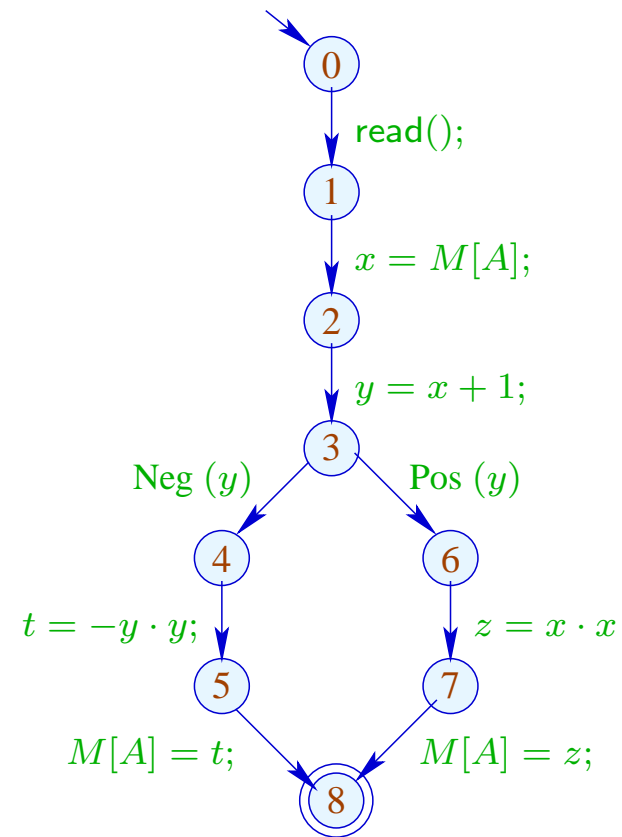 0
read();
1
x = M[A];
2
y = x + 1;
3
Neg (y) Pos (y)
4 6
t = −y · y; z = x · x
5 7
M[A] = t; M[A] = z;
8